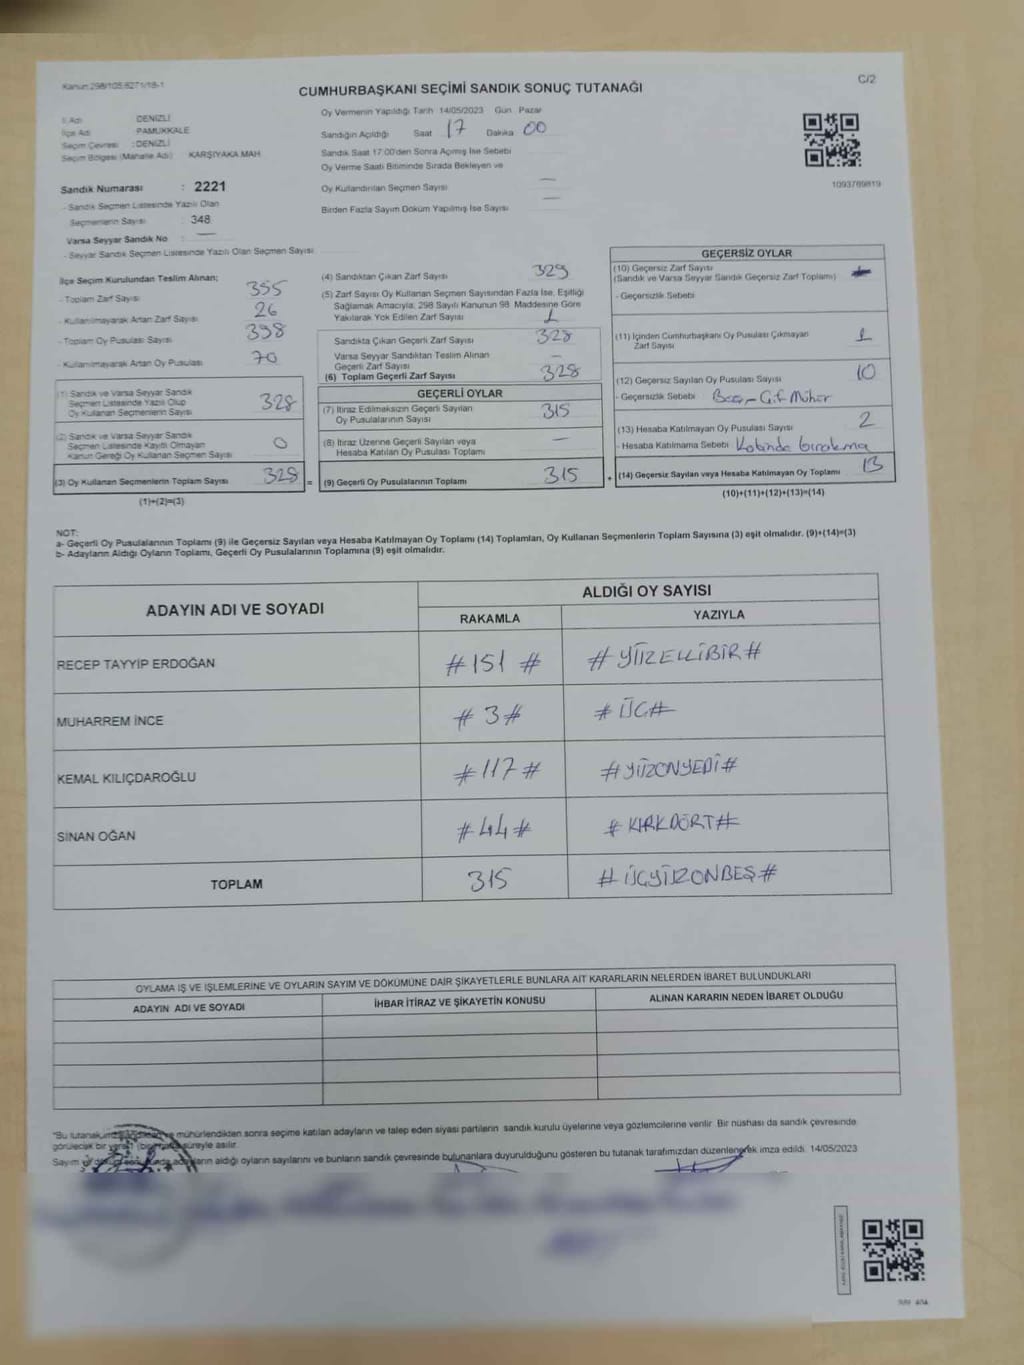 Kanun:298/105,6271/18-1
C/2
CUMHURBAŞKANI SEÇİMİ SANDIK SONUÇ TUTANAĞI
İl Adı DENİZLİ
İlçe Adı PAMUKKALE
Seçim Çevresi : DENİZLİ
Seçim Bölgesi (Mahalle Adı) KARŞIYAKA MAH
Sandık Numarası : 2221
- Sandık Seçmen Listesinde Yazılı Olan
Seçmenlerin Sayısı : 348
Varsa Seyyar Sandık No : —
- Seyyar Sandık Seçmen Listesinde Yazılı Olan Seçmen Sayısı
Oy Vermenin Yapıldığı Tarih 14/05/2023 Gün Pazar
Sandığın Açıldığı Saat 17 Dakika 00
Sandık Saat 17:00'den Sonra Açılmış İse Sebebi
Oy Verme Saati Bitiminde Sırada Bekleyen ve
Oy Kullandırılan Seçmen Sayısı —
Birden Fazla Sayım Döküm Yapılmış İse Sayısı —
1093769819
İlçe Seçim Kurulundan Teslim Alınan;
- Toplam Zarf Sayısı 355
- Kullanılmayarak Artan Zarf Sayısı 26
- Toplam Oy Pusulası Sayısı 398
- Kullanılmayarak Artan Oy Pusulası 70
(1) Sandık ve Varsa Seyyar Sandık
Seçmen Listesinde Yazılı Olup
Oy Kullanan Seçmenlerin Sayısı 328
(2) Sandık ve Varsa Seyyar Sandık
Seçmen Listesinde Kayıtlı Olmayan
Kanun Gereği Oy Kullanan Seçmen Sayısı 0
(3) Oy Kullanan Seçmenlerin Toplam Sayısı 328 =
(1)+(2)=(3)
(4) Sandıktan Çıkan Zarf Sayısı 329
(5) Zarf Sayısı Oy Kullanan Seçmen Sayısından Fazla İse, Eşitliği
Sağlamak Amacıyla; 298 Sayılı Kanunun 98. Maddesine Göre
Yakılarak Yok Edilen Zarf Sayısı 1
Sandıkta Çıkan Geçerli Zarf Sayısı 328
Varsa Seyyar Sandıktan Teslim Alınan
Geçerli Zarf Sayısı —
(6) Toplam Geçerli Zarf Sayısı 328
GEÇERLİ OYLAR
(7) İtiraz Edilmeksizin Geçerli Sayılan
Oy Pusulalarının Sayısı 315
(8) İtiraz Üzerine Geçerli Sayılan veya
Hesaba Katılan Oy Pusulası Toplamı —
(9) Geçerli Oy Pusulalarının Toplamı 315 +
GEÇERSİZ OYLAR
(10) Geçersiz Zarf Sayısı
(Sandık ve Varsa Seyyar Sandık Geçersiz Zarf Toplamı)
- Geçersizlik Sebebi
(11) İçinden Cumhurbaşkanı Oy Pusulası Çıkmayan
Zarf Sayısı 1
(12) Geçersiz Sayılan Oy Pusulası Sayısı 10
- Geçersizlik Sebebi Mühür
(13) Hesaba Katılmayan Oy Pusulası Sayısı 2
- Hesaba Katılmama Sebebi Kabinde bırakma
(14) Geçersiz Sayılan veya Hesaba Katılmayan Oy Toplamı 13
(10)+(11)+(12)+(13)=(14)
NOT:
a- Geçerli Oy Pusulalarının Toplamı (9) ile Geçersiz Sayılan veya Hesaba Katılmayan Oy Toplamı (14) Toplamları, Oy Kullanan Seçmenlerin Toplam Sayısına (3) eşit olmalıdır. (9)+(14)=(3)
b- Adayların Aldığı Oyların Toplamı, Geçerli Oy Pusulalarının Toplamına (9) eşit olmalıdır.
ADAYIN ADI VE SOYADI ALDIĞI OY SAYISI
RAKAMLA YAZIYLA
RECEP TAYYİP ERDOĞAN #151# #YÜZELLİBİR#
MUHARREM İNCE #3# #ÜÇ#
KEMAL KILIÇDAROĞLU #117# #YÜZONYEDİ#
SİNAN OĞAN #44# #KIRKDÖRT#
TOPLAM 315 #ÜÇYÜZONBEŞ#
OYLAMA İŞ VE İŞLEMLERİNE VE OYLARIN SAYIM VE DÖKÜMÜNE DAİR ŞİKAYETLERLE BUNLARA AİT KARARLARIN NELERDEN İBARET BULUNDUKLARI
ADAYIN ADI VE SOYADI İHBAR İTİRAZ VE ŞİKAYETİN KONUSU ALINAN KARARIN NEDEN İBARET OLDUĞU
"Bu tutanak mühürlendikten sonra seçime katılan adayların ve talep eden siyasi partilerin sandık kurulu üyelerine veya gözlemcilerine verilir. Bir nüshası da sandık çevresinde
görülecek bir yere süreyle asılır.
Sayım adayların aldığı oyların sayılarını ve bunların sandık çevresinde bulunanlara duyurulduğunu gösteren bu tutanak tarafımızdan düzenlenerek imza edildi. 14/05/2023